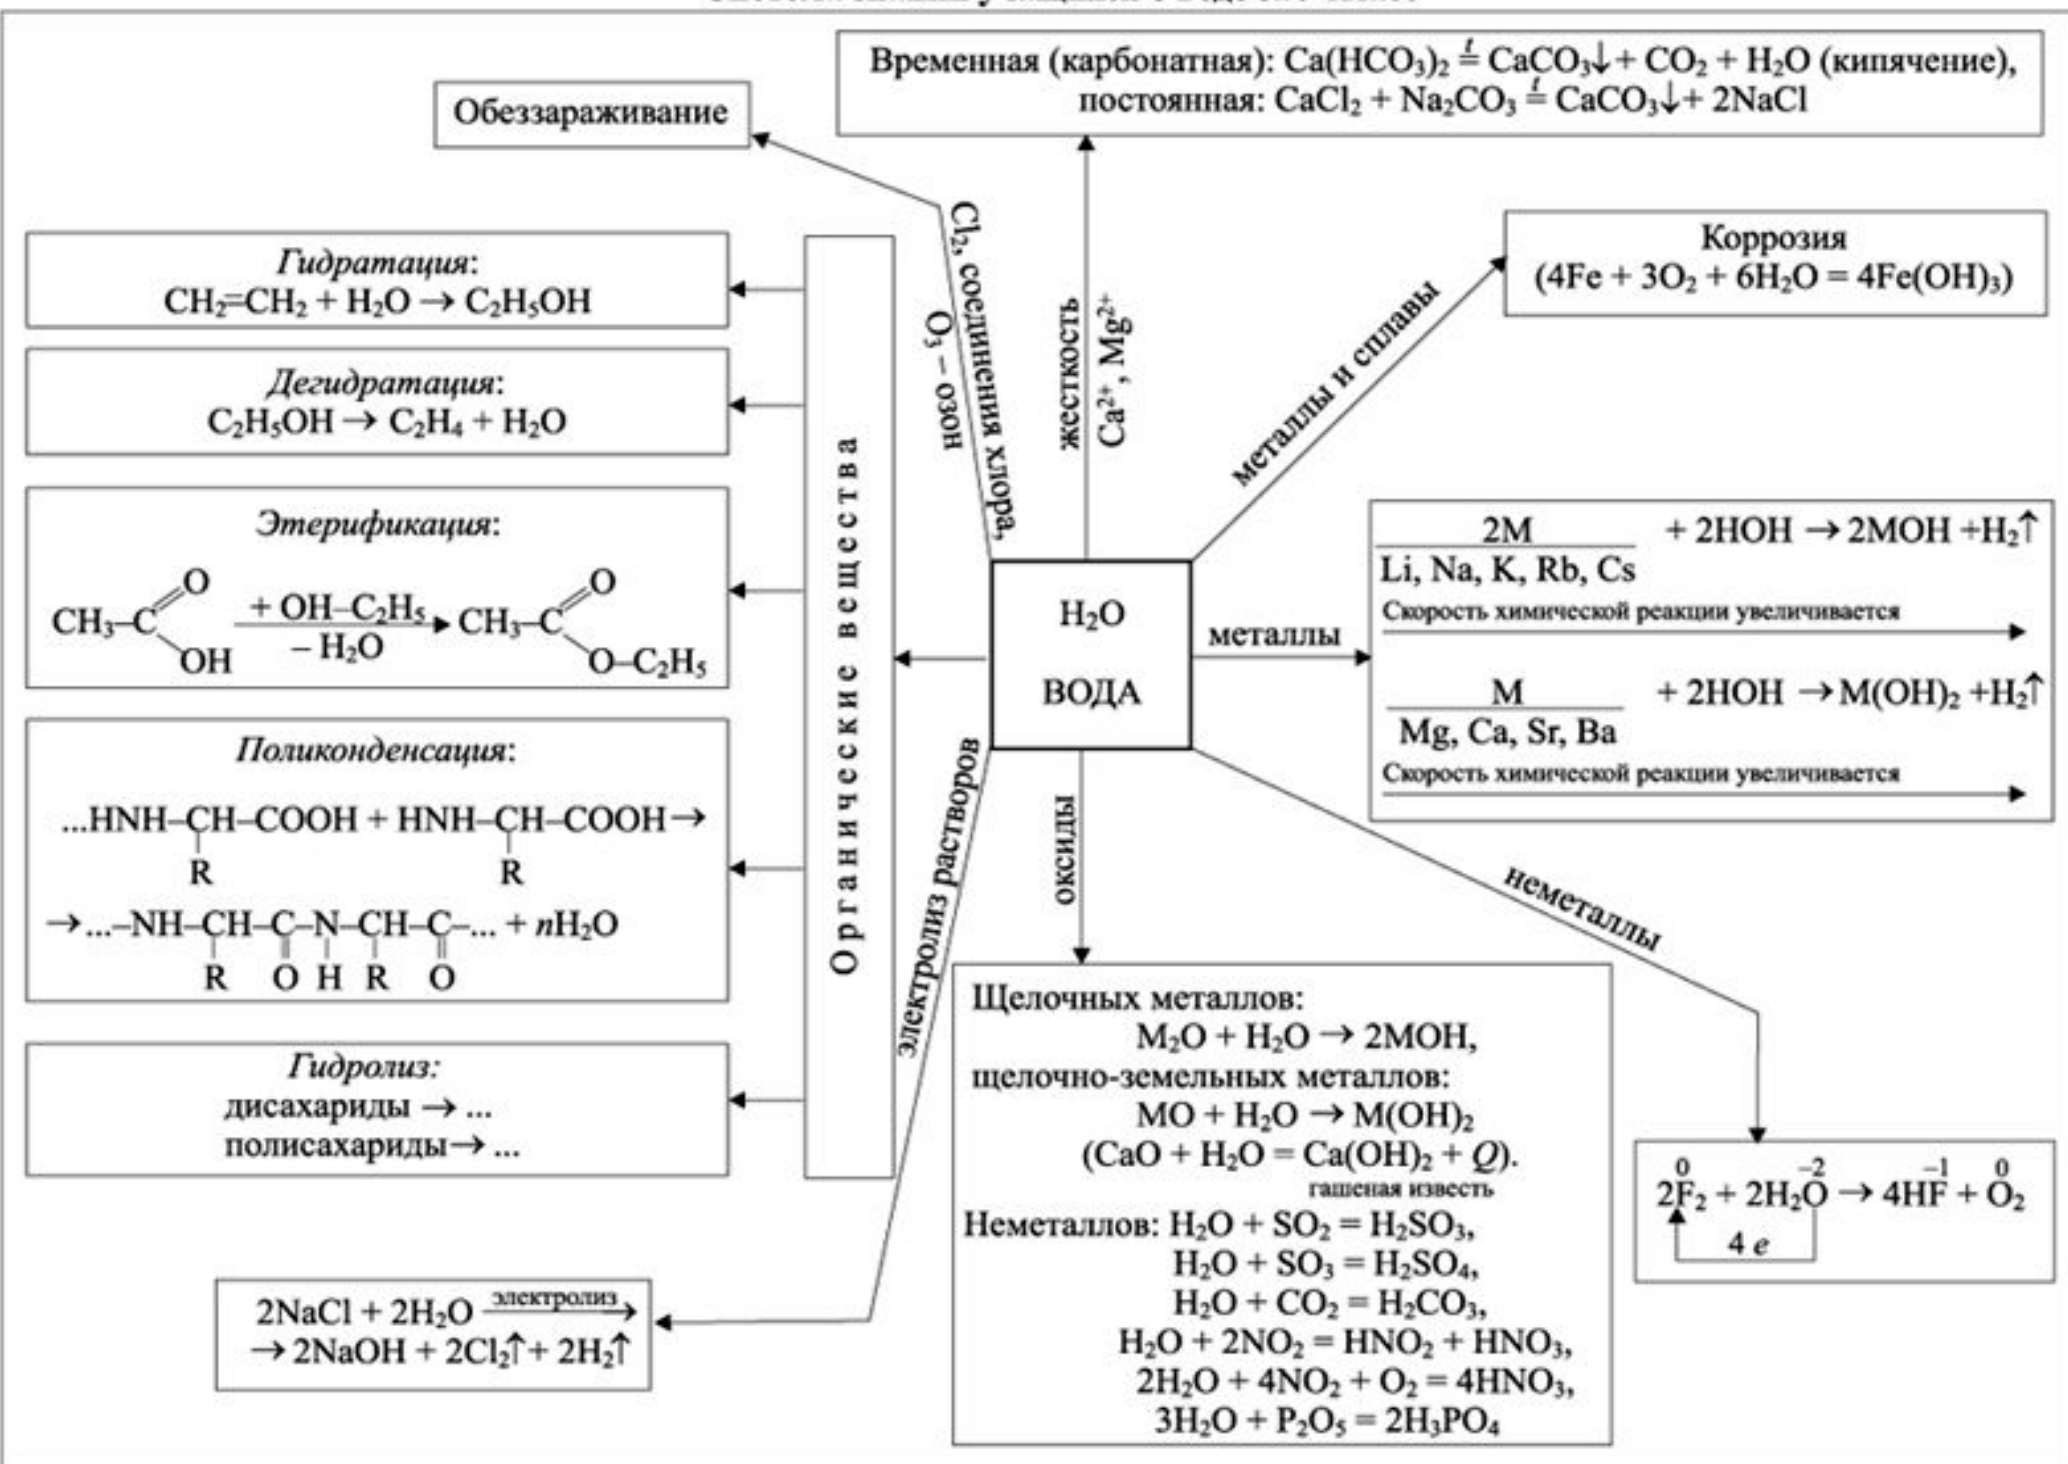 Временная (карбонатная): Ca(HCO₃)₂ =ᵗ CaCO₃↓ + CO₂ + H₂O (кипячение),
постоянная: CaCl₂ + Na₂CO₃ =ᵗ CaCO₃↓ + 2NaCl
Обеззараживание
Cl₂, соединения хлора,
O₃ – озон
жесткость
Ca²⁺, Mg²⁺
металлы и сплавы
Коррозия
(4Fe + 3O₂ + 6H₂O = 4Fe(OH)₃)
Гидратация:
CH₂=CH₂ + H₂O → C₂H₅OH
Дегидратация:
C₂H₅OH → C₂H₄ + H₂O
Этерификация:
O O
CH₃–C + OH–C₂H₅ CH₃–C
– H₂O
OH O–C₂H₅
Поликонденсация:
...HNH–CH–COOH + HNH–CH–COOH →
R R
→ ...–NH–CH–C–N–CH–C–... + nH₂O
R O H R O
Гидролиз:
дисахариды → ...
полисахариды → ...
Органические вещества
H₂O
ВОДА
металлы
2M + 2HOH → 2MOH +H₂↑
Li, Na, K, Rb, Cs
Скорость химической реакции увеличивается
M + 2HOH → M(OH)₂ +H₂↑
Mg, Ca, Sr, Ba
Скорость химической реакции увеличивается
электролиз растворов
2NaCl + 2H₂O электролиз →
→ 2NaOH + 2Cl₂↑ + 2H₂↑
оксиды
Щелочных металлов:
M₂O + H₂O → 2MOH,
щелочно-земельных металлов:
MO + H₂O → M(OH)₂
(CaO + H₂O = Ca(OH)₂ + Q).
гашеная известь
Неметаллов: H₂O + SO₂ = H₂SO₃,
H₂O + SO₃ = H₂SO₄,
H₂O + CO₂ = H₂CO₃,
H₂O + 2NO₂ = HNO₂ + HNO₃,
2H₂O + 4NO₂ + O₂ = 4HNO₃,
3H₂O + P₂O₅ = 2H₃PO₄
неметаллы
0 –2 –1 0
2F₂ + 2H₂O → 4HF + O₂
4 e